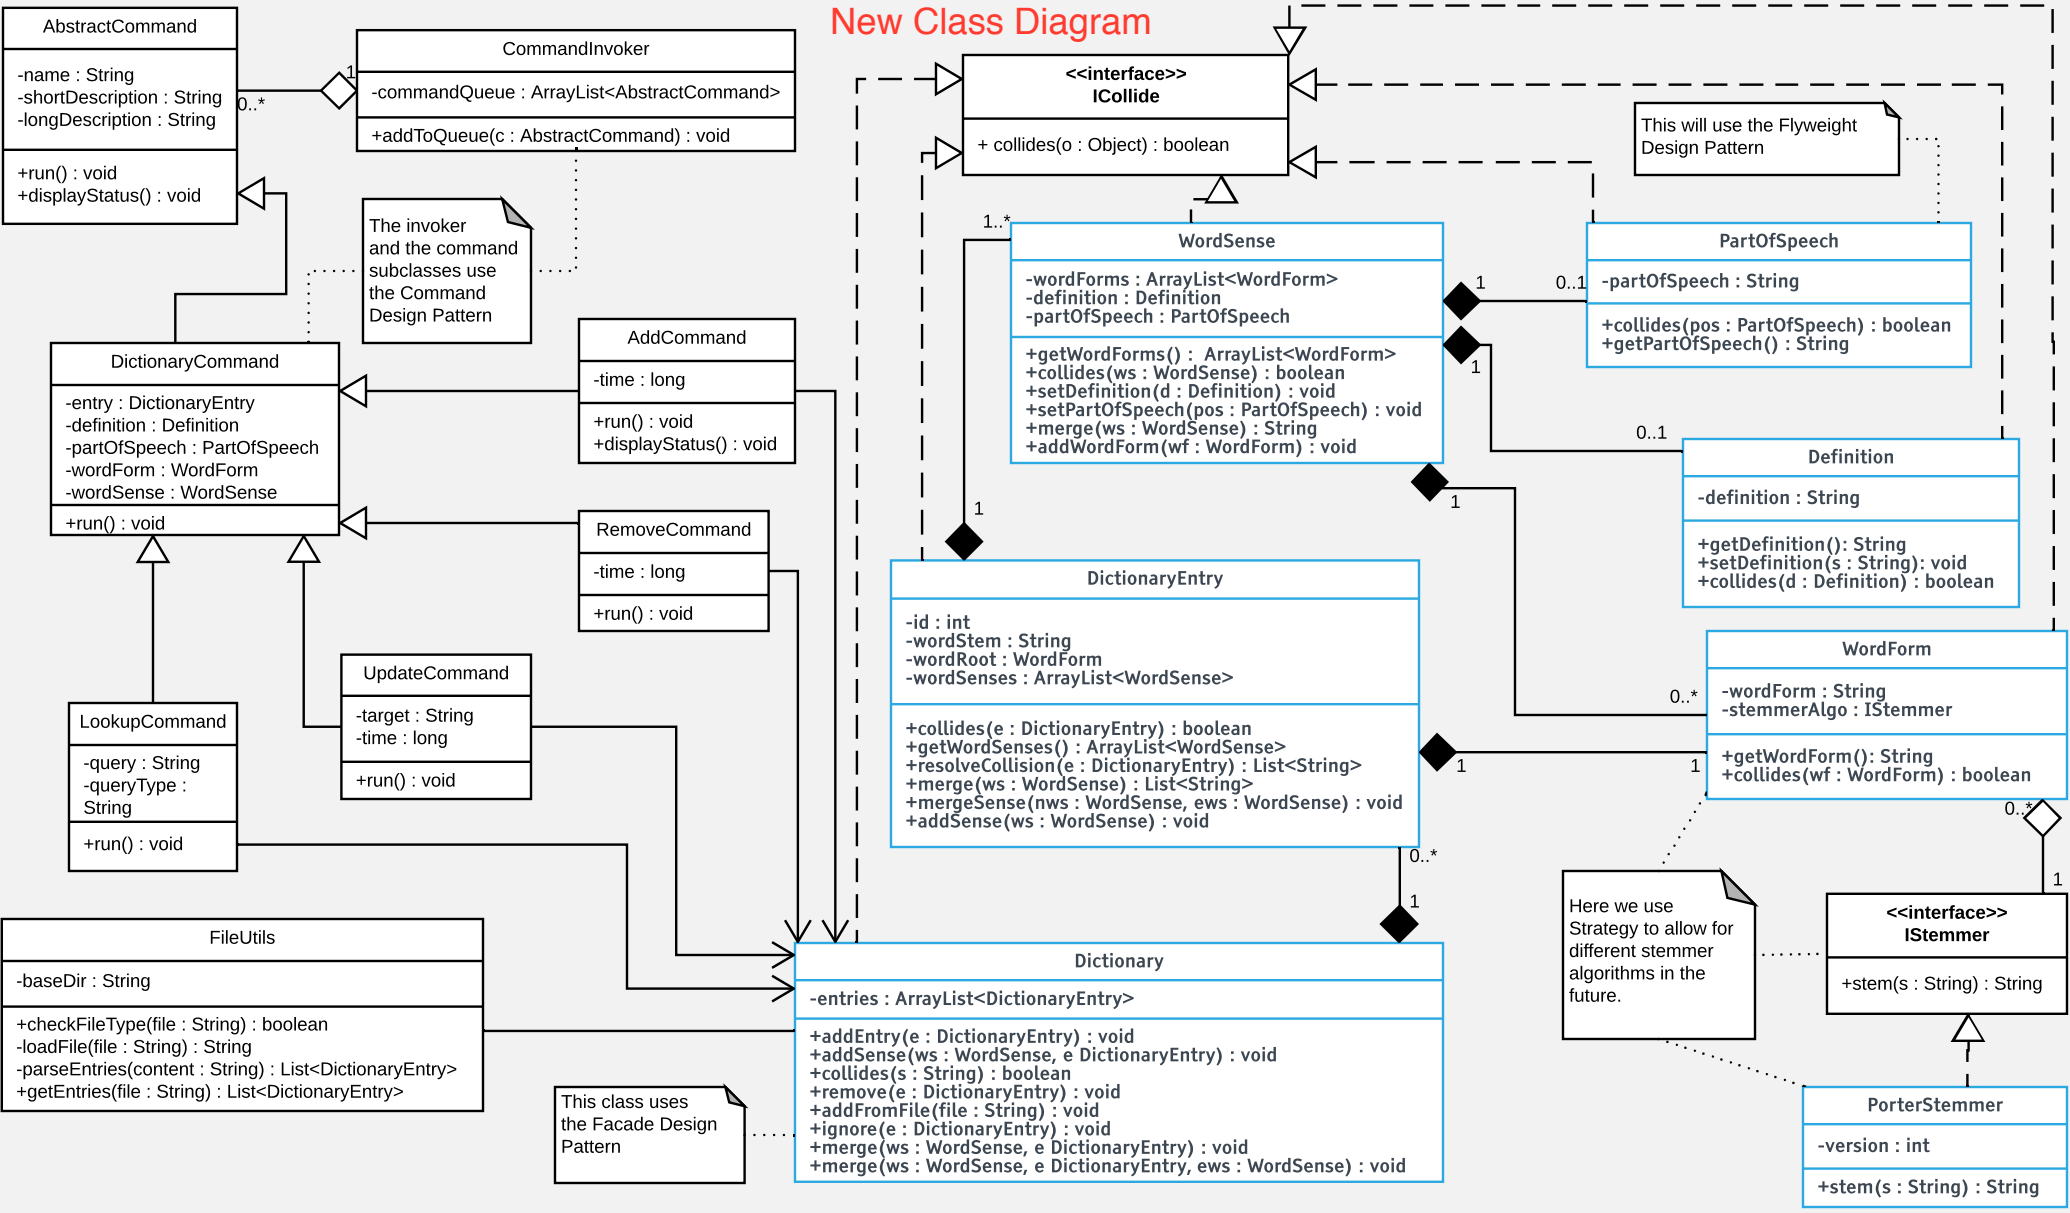 New Class Diagram
AbstractCommand
-name : String
-shortDescription : String
-longDescription : String
+run() : void
+displayStatus() : void
0..*
1
CommandInvoker
-commandQueue : ArrayList<AbstractCommand>
+addToQueue(c : AbstractCommand) : void
The invoker
and the command
subclasses use
the Command
Design Pattern
<<interface>>
ICollide
+ collides(o : Object) : boolean
This will use the Flyweight
Design Pattern
DictionaryCommand
-entry : DictionaryEntry
-definition : Definition
-partOfSpeech : PartOfSpeech
-wordForm : WordForm
-wordSense : WordSense
+run() : void
AddCommand
-time : long
+run() : void
+displayStatus() : void
RemoveCommand
-time : long
+run() : void
UpdateCommand
-target : String
-time : long
+run() : void
LookupCommand
-query : String
-queryType :
String
+run() : void
1..*
1
WordSense
-wordForms : ArrayList<WordForm>
-definition : Definition
-partOfSpeech : PartOfSpeech
+getWordForms() :  ArrayList<WordForm>
+collides(ws : WordSense) : boolean
+setDefinition(d : Definition) : void
+setPartOfSpeech(pos : PartOfSpeech) : void
+merge(ws : WordSense) : String
+addWordForm(wf : WordForm) : void
1
0..1
1
0..1
1
0..*
PartOfSpeech
-partOfSpeech : String
+collides(pos : PartOfSpeech) : boolean
+getPartOfSpeech() : String
Definition
-definition : String
+getDefinition(): String
+setDefinition(s : String): void
+collides(d : Definition) : boolean
DictionaryEntry
-id : int
-wordStem : String
-wordRoot : WordForm
-wordSenses : ArrayList<WordSense>
+collides(e : DictionaryEntry) : boolean
+getWordSenses() : ArrayList<WordSense>
+resolveCollision(e : DictionaryEntry) : List<String>
+merge(ws : WordSense) : List<String>
+mergeSense(nws : WordSense, ews : WordSense) : void
+addSense(ws : WordSense) : void
1
1
0..*
1
WordForm
-wordForm : String
-stemmerAlgo : IStemmer
+getWordForm(): String
+collides(wf : WordForm) : boolean
0..*
1
Here we use
Strategy to allow for
different stemmer
algorithms in the
future.
<<interface>>
IStemmer
+stem(s : String) : String
PorterStemmer
-version : int
+stem(s : String) : String
FileUtils
-baseDir : String
+checkFileType(file : String) : boolean
-loadFile(file : String) : String
-parseEntries(content : String) : List<DictionaryEntry>
+getEntries(file : String) : List<DictionaryEntry>
This class uses
the Facade Design
Pattern
Dictionary
-entries : ArrayList<DictionaryEntry>
+addEntry(e : DictionaryEntry) : void
+addSense(ws : WordSense, e DictionaryEntry) : void
+collides(s : String) : boolean
+remove(e : DictionaryEntry) : void
+addFromFile(file : String) : void
+ignore(e : DictionaryEntry) : void
+merge(ws : WordSense, e DictionaryEntry) : void
+merge(ws : WordSense, e DictionaryEntry, ews : WordSense) : void